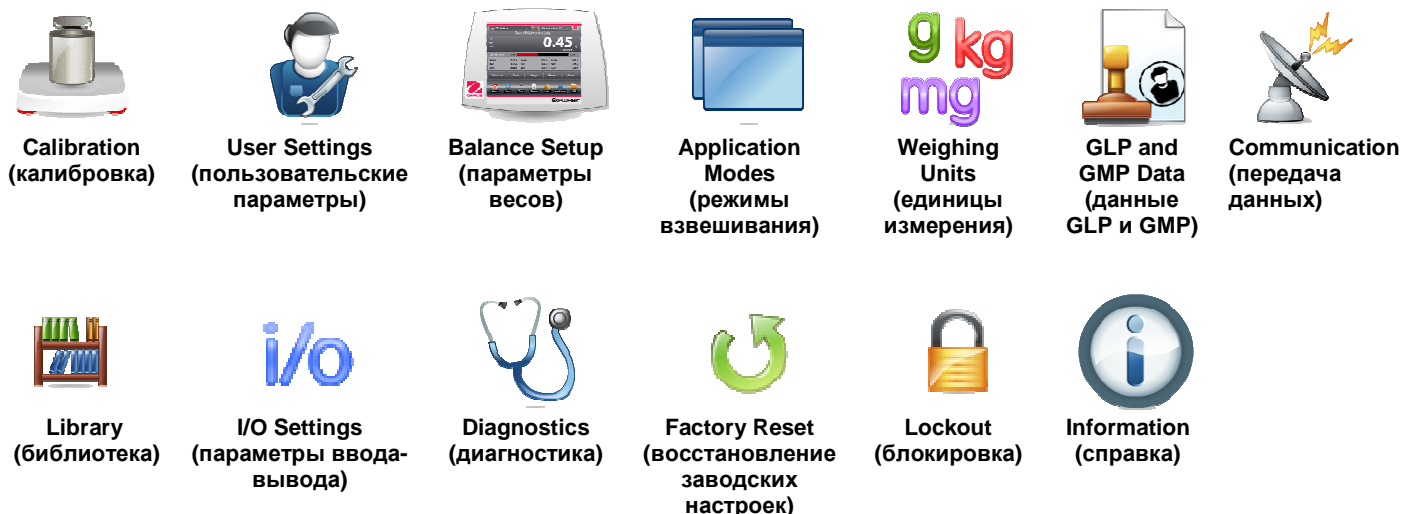 0.45
g kg
mg
OHAUS
Explorer
i/o
Calibration
(калибровка)
User Settings
(пользовательские
параметры)
Balance Setup
(параметры
весов)
Application
Modes
(режимы
взвешивания)
Weighing
Units
(единицы
измерения)
GLP and
GMP Data
(данные
GLP и GMP)
Communication
(передача
данных)
Library
(библиотека)
I/O Settings
(параметры ввода-
вывода)
Diagnostics
(диагностика)
Factory Reset
(восстановление
заводских
настроек)
Lockout
(блокировка)
Information
(справка)